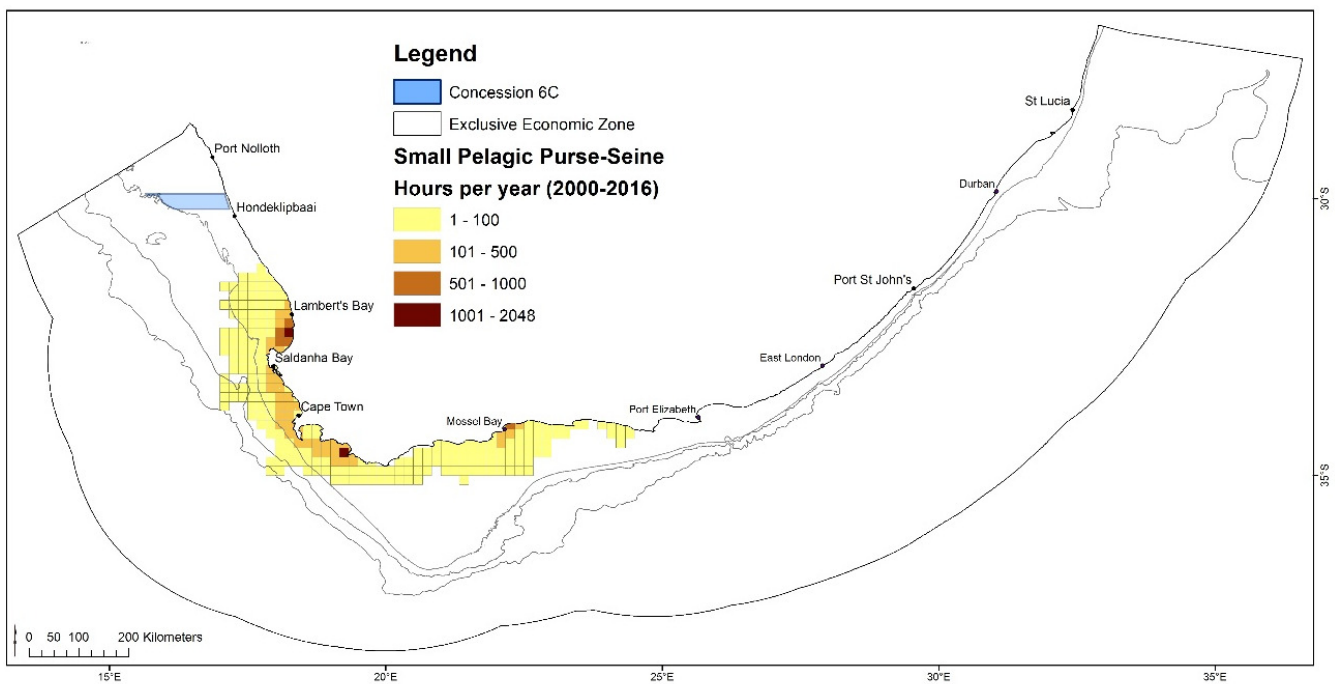 Legend
Concession 6C
Exclusive Economic Zone
Small Pelagic Purse-Seine
Hours per year (2000-2016)
1 - 100
101 - 500
501 - 1000
1001 - 2048
St Lucia
Port Nolloth
Durban
Hondeklipbaai
30°S
Port St John's
Lambert's Bay
East London
Saldanha Bay
Cape Town
Port Elizabeth
Mossel Bay
35°S
0 50 100 200 Kilometers
15°E 20°E 25°E 30°E 35°E